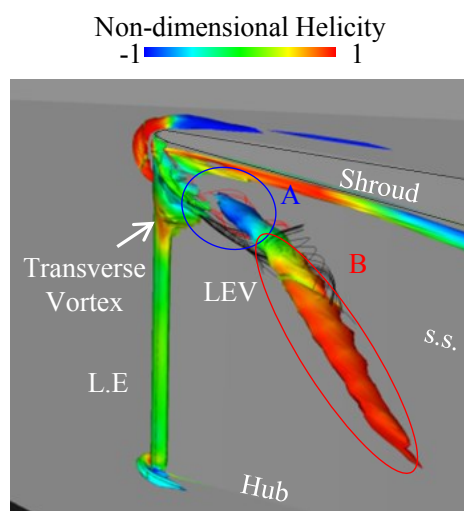 Non-dimensional Helicity
-1 1
Shroud
A
Transverse
Vortex
LEV
B
s.s.
L.E
Hub